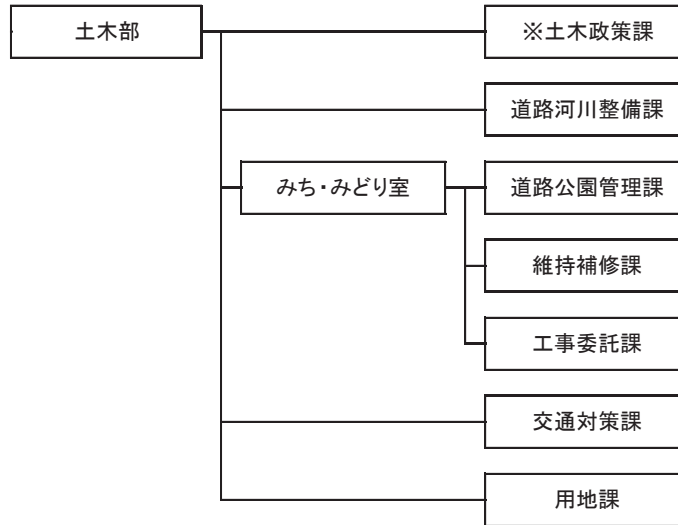 土木部
※土木政策課
道路河川整備課
みち・みどり室
道路公園管理課
維持補修課
工事委託課
交通対策課
用地課